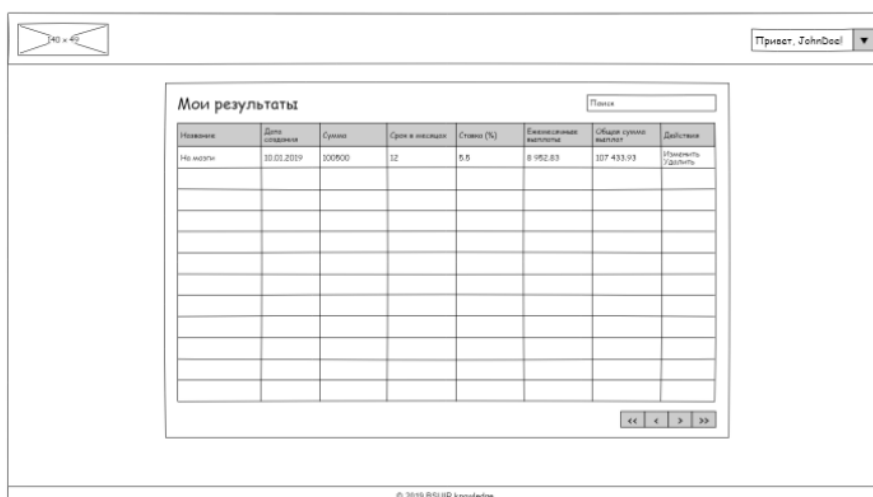 140 x 49
Привет, JohnDoe!
Мои результаты
Поиск
Название
Дата создания
Сумма
Срок в месяцах
Ставка (%)
Ежемесячные выплаты
Общая сумма выплат
Действия
На мозги
10.01.2019
100500
12
5.5
8 952.83
107 433.93
Изменить
Удалить
<< < > >>
© 2019 BSUIR knowledge